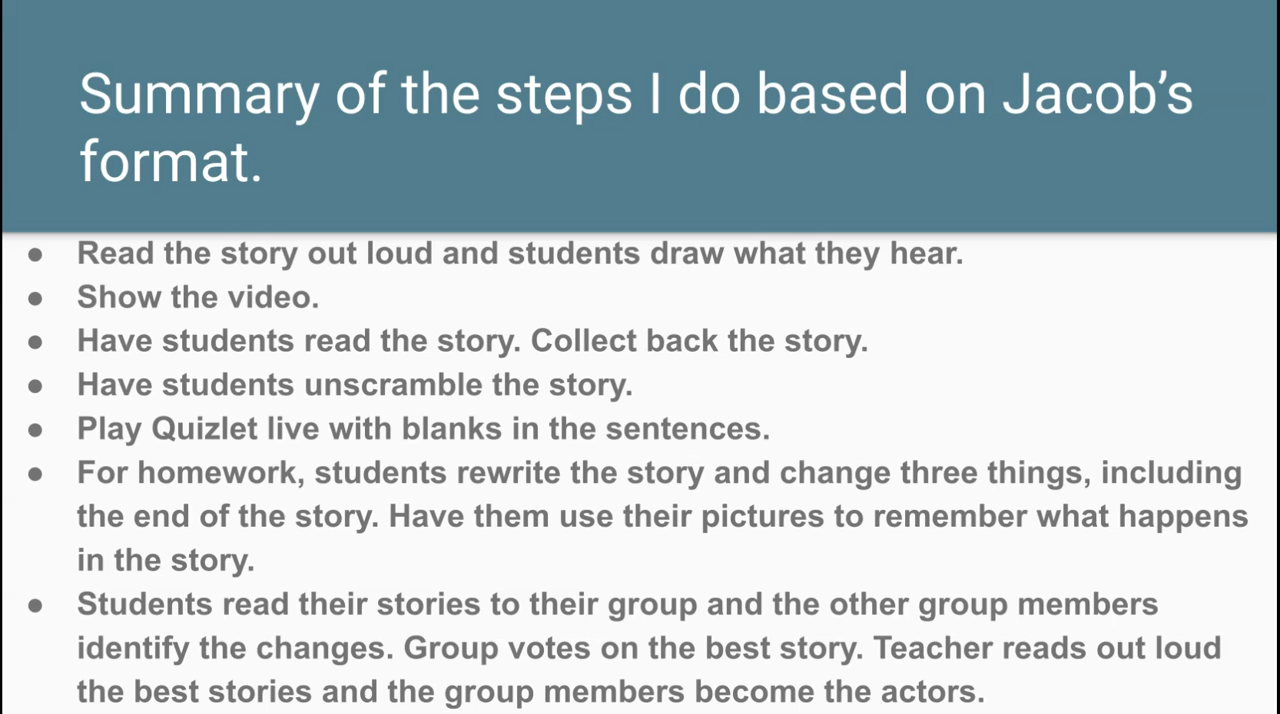 Summary of the steps I do based on Jacob's
format.
● Read the story out loud and students draw what they hear.
● Show the video.
● Have students read the story. Collect back the story.
● Have students unscramble the story.
● Play Quizlet live with blanks in the sentences.
● For homework, students rewrite the story and change three things, including
the end of the story. Have them use their pictures to remember what happens
in the story.
● Students read their stories to their group and the other group members
identify the changes. Group votes on the best story. Teacher reads out loud
the best stories and the group members become the actors.